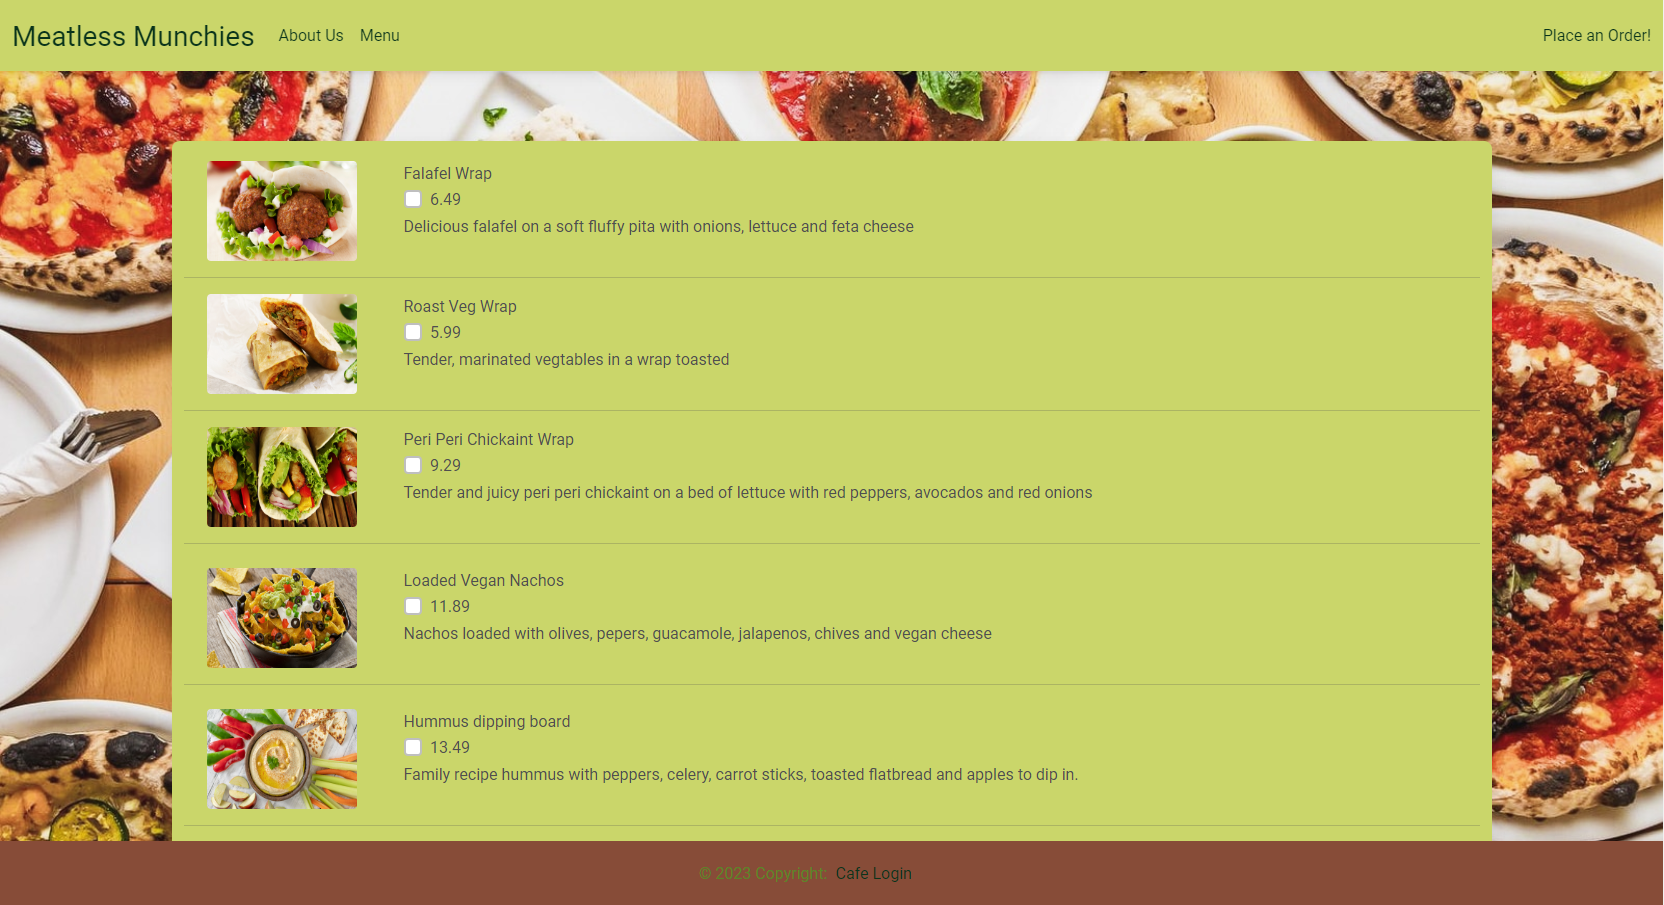 Meatless Munchies About Us Menu Place an Order!
Falafel Wrap
6.49
Delicious falafel on a soft fluffy pita with onions, lettuce and feta cheese
Roast Veg Wrap
5.99
Tender, marinated vegtables in a wrap toasted
Peri Peri Chickaint Wrap
9.29
Tender and juicy peri peri chickaint on a bed of lettuce with red peppers, avocados and red onions
Loaded Vegan Nachos
11.89
Nachos loaded with olives, pepers, guacamole, jalapenos, chives and vegan cheese
Hummus dipping board
13.49
Family recipe hummus with peppers, celery, carrot sticks, toasted flatbread and apples to dip in.
© 2023 Copyright: Cafe Login